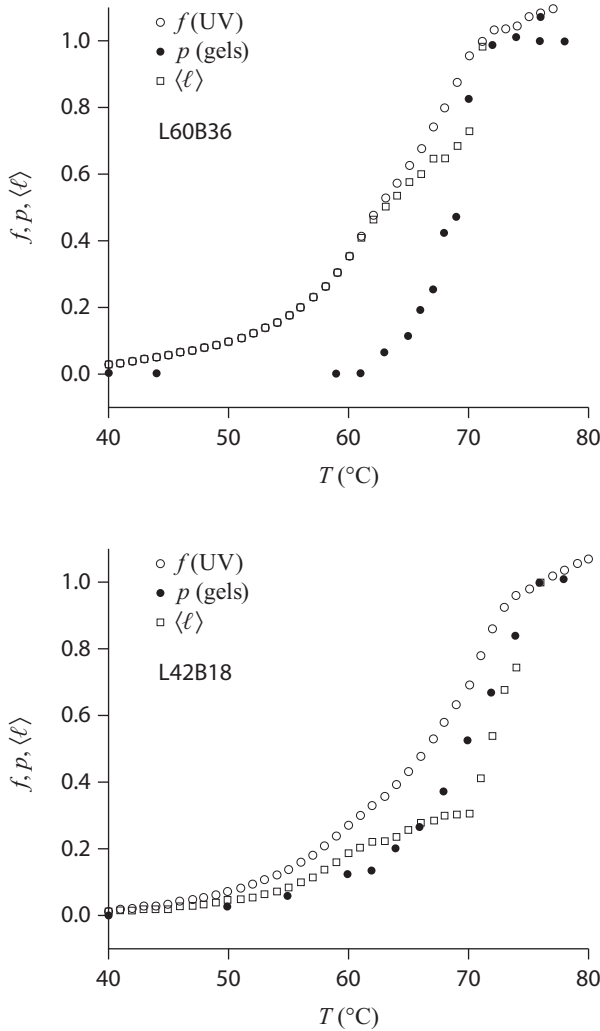 f (UV)
p (gels)
⟨ℓ⟩
L60B36
1.0
0.8
0.6
0.4
0.2
0.0
f, p, ⟨ℓ⟩
40 50 60 70 80
T (°C)
f (UV)
p (gels)
⟨ℓ⟩
L42B18
1.0
0.8
0.6
0.4
0.2
0.0
f, p, ⟨ℓ⟩
40 50 60 70 80
T (°C)